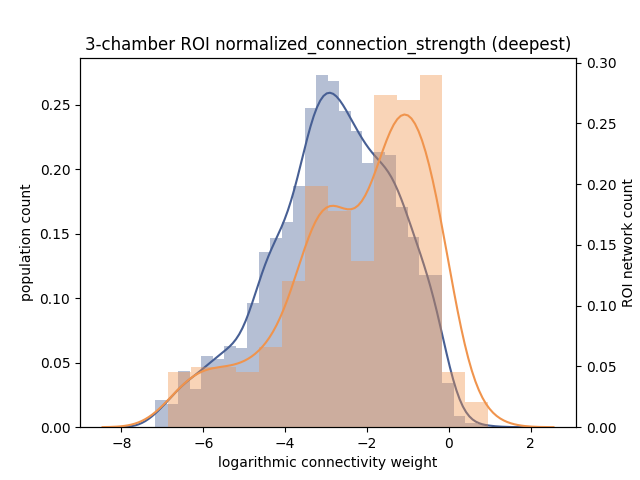 3-chamber ROI normalized_connection_strength (deepest)
0.25
0.20
0.15
0.10
0.05
0.00
population count
0.30
0.25
0.20
0.15
0.10
0.05
0.00
ROI network count
−8 −6 −4 −2 0 2
logarithmic connectivity weight